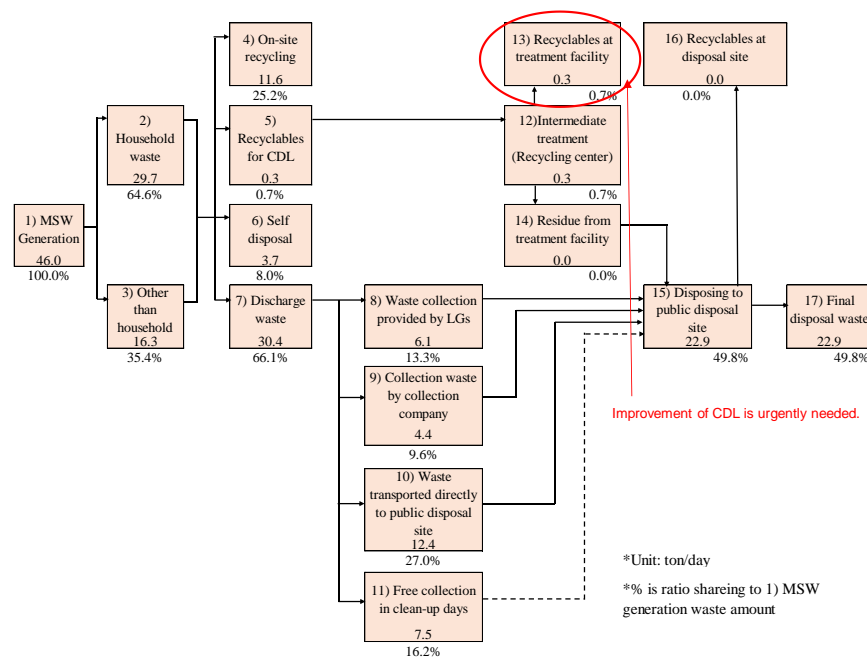 1) MSW
Generation
46.0
100.0%
2)
Household
waste
29.7
64.6%
3) Other
than
household
16.3
35.4%
4) On-site
recycling
11.6
25.2%
5)
Recyclables
for CDL
0.3
0.7%
6) Self
disposal
3.7
8.0%
7) Discharge
waste
30.4
66.1%
8) Waste collection
provided by LGs
6.1
13.3%
9) Collection waste
by collection
company
4.4
9.6%
10) Waste
transported directly
to public disposal
site
12.4
27.0%
11) Free collection
in clean-up days
7.5
16.2%
13) Recyclables at
treatment facility
0.3
0.7%
12)Intermediate
treatment
(Recycling center)
0.3
0.7%
14) Residue from
treatment facility
0.0
0.0%
16) Recyclables at
disposal site
0.0
0.0%
15) Disposing to
public disposal
site
22.9
49.8%
17) Final
disposal waste
22.9
49.8%
Improvement of CDL is urgently needed.
*Unit: ton/day
*% is ratio shareing to 1) MSW
generation waste amount